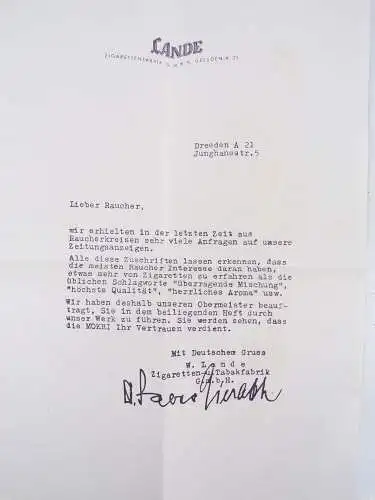 LANDE
ZIGARETTENFABRIK G.M.B.H. DRESDEN-A. 21
Dresden A 21
Junghansstr.5
Lieber Raucher,
wir erhielten in der letzten Zeit aus
Raucherkreisen sehr viele Anfragen auf unsere
Zeitungsanzeigen.
Alle diese Zuschriften lassen erkennen, dass
die meisten Raucher Interesse daran haben,
etwas mehr von Zigaretten zu erfahren als die
üblichen Schlagworte "überragende Mischung",
"höchste Qualität", "herrliches Aroma" usw.
Wir haben deshalb unseren Obermeister beauf-
tragt, Sie in dem beiliegenden Heft durch
unser Werk zu führen. Sie werden sehen, dass
die MOKRI Ihr Vertrauen verdient.
Mit Deutschem Gruss
W. Lande
Zigaretten-u.Tabakfabrik
G.m.b.H.